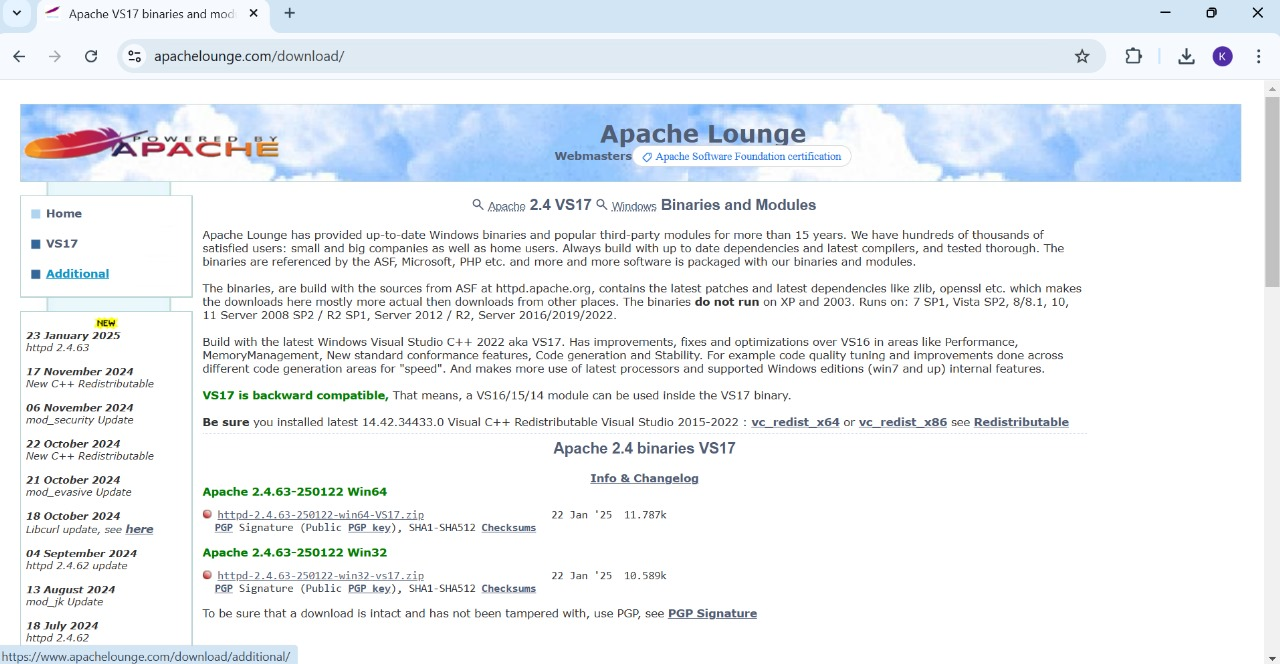 Apache VS17 binaries and mod
apachelounge.com/download/
K
POWERED BY
APACHE
Apache Lounge
Webmasters
Apache Software Foundation certification
Home
VS17
Additional
NEW
23 January 2025
httpd 2.4.63
17 November 2024
New C++ Redistributable
06 November 2024
mod_security Update
22 October 2024
New C++ Redistributable
21 October 2024
mod_evasive Update
18 October 2024
Libcurl update, see here
04 September 2024
httpd 2.4.62 update
13 August 2024
mod_jk Update
18 July 2024
httpd 2.4.62
Apache 2.4 VS17 Windows Binaries and Modules
Apache Lounge has provided up-to-date Windows binaries and popular third-party modules for more than 15 years. We have hundreds of thousands of
satisfied users: small and big companies as well as home users. Always build with up to date dependencies and latest compilers, and tested thorough. The
binaries are referenced by the ASF, Microsoft, PHP etc. and more and more software is packaged with our binaries and modules.
The binaries, are build with the sources from ASF at httpd.apache.org, contains the latest patches and latest dependencies like zlib, openssl etc. which makes
the downloads here mostly more actual then downloads from other places. The binaries do not run on XP and 2003. Runs on: 7 SP1, Vista SP2, 8/8.1, 10,
11 Server 2008 SP2 / R2 SP1, Server 2012 / R2, Server 2016/2019/2022.
Build with the latest Windows Visual Studio C++ 2022 aka VS17. Has improvements, fixes and optimizations over VS16 in areas like Performance,
MemoryManagement, New standard conformance features, Code generation and Stability. For example code quality tuning and improvements done across
different code generation areas for "speed". And makes more use of latest processors and supported Windows editions (win7 and up) internal features.
VS17 is backward compatible, That means, a VS16/15/14 module can be used inside the VS17 binary.
Be sure you installed latest 14.42.34433.0 Visual C++ Redistributable Visual Studio 2015-2022 : vc_redist_x64 or vc_redist_x86 see Redistributable
Apache 2.4 binaries VS17
Info & Changelog
Apache 2.4.63-250122 Win64
httpd-2.4.63-250122-win64-VS17.zip 22 Jan '25 11.787k
PGP Signature (Public PGP key), SHA1-SHA512 Checksums
Apache 2.4.63-250122 Win32
httpd-2.4.63-250122-win32-vs17.zip 22 Jan '25 10.589k
PGP Signature (Public PGP key), SHA1-SHA512 Checksums
To be sure that a download is intact and has not been tampered with, use PGP, see PGP Signature
https://www.apachelounge.com/download/additional/